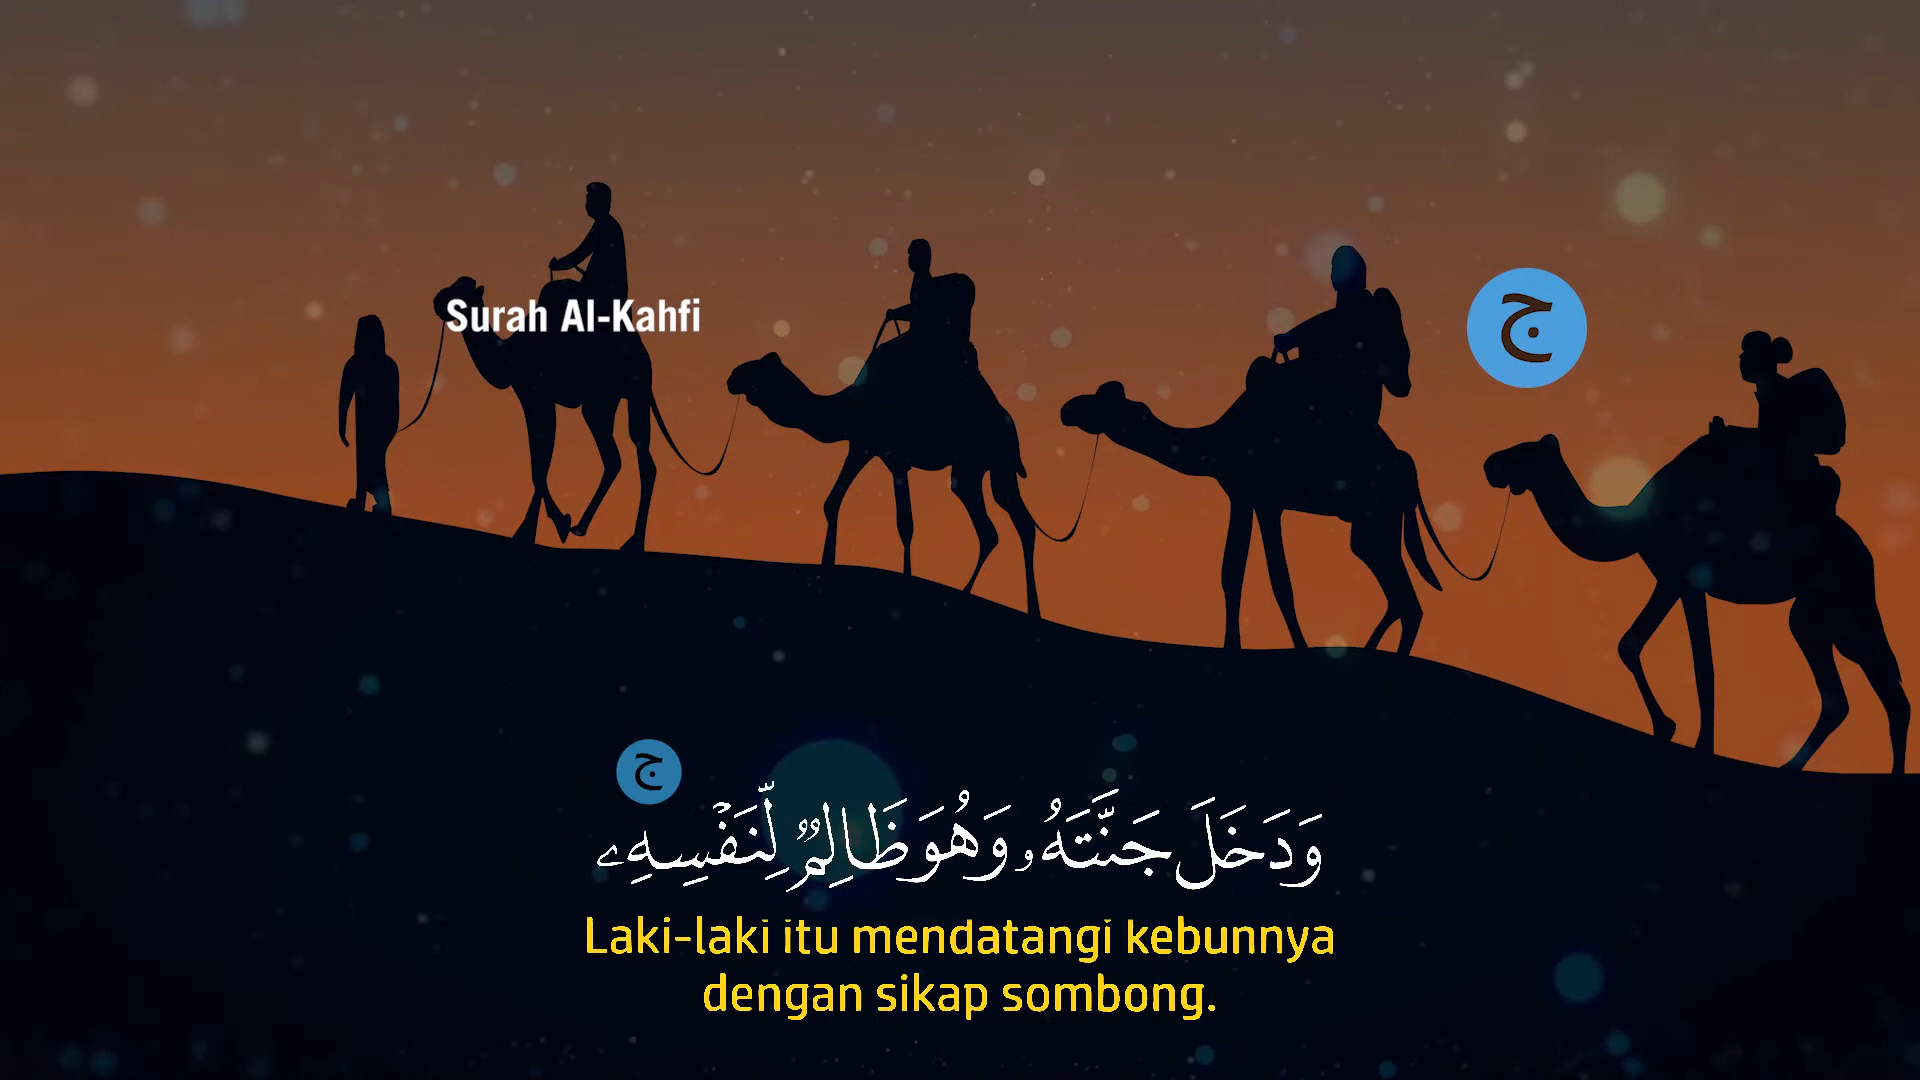 Surah Al-Kahfi
ج
ج
وَدَخَلَ جَنَّتَهُۥ وَهُوَ ظَالِمٌ لِّنَفْسِهِۦ
Laki-laki itu mendatangi kebunnya
dengan sikap sombong.